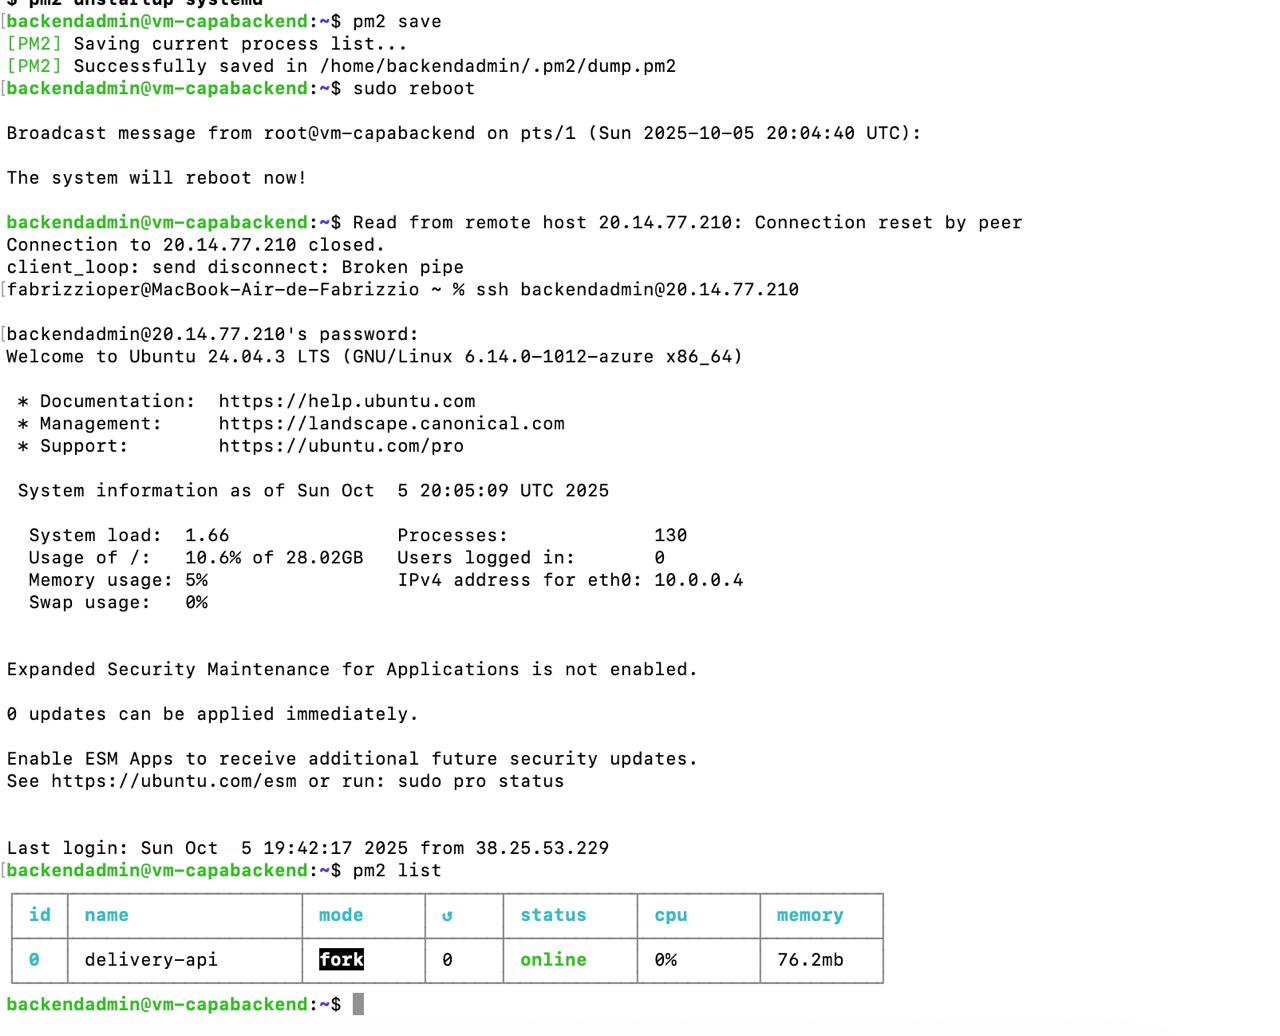 $ pm2 unstartup systemd
[backendadmin@vm-capabackend:~$ pm2 save
[PM2] Saving current process list...
[PM2] Successfully saved in /home/backendadmin/.pm2/dump.pm2
[backendadmin@vm-capabackend:~$ sudo reboot
Broadcast message from root@vm-capabackend on pts/1 (Sun 2025-10-05 20:04:40 UTC):
The system will reboot now!
backendadmin@vm-capabackend:~$ Read from remote host 20.14.77.210: Connection reset by peer
Connection to 20.14.77.210 closed.
client_loop: send disconnect: Broken pipe
[fabrizzioper@MacBook-Air-de-Fabrizzio ~ % ssh backendadmin@20.14.77.210
[backendadmin@20.14.77.210's password:
Welcome to Ubuntu 24.04.3 LTS (GNU/Linux 6.14.0-1012-azure x86_64)
* Documentation:  https://help.ubuntu.com
* Management:     https://landscape.canonical.com
* Support:        https://ubuntu.com/pro
System information as of Sun Oct  5 20:05:09 UTC 2025
System load:  1.66               Processes:             130
Usage of /:   10.6% of 28.02GB   Users logged in:       0
Memory usage: 5%                 IPv4 address for eth0: 10.0.0.4
Swap usage:   0%
Expanded Security Maintenance for Applications is not enabled.
0 updates can be applied immediately.
Enable ESM Apps to receive additional future security updates.
See https://ubuntu.com/esm or run: sudo pro status
Last login: Sun Oct  5 19:42:17 2025 from 38.25.53.229
[backendadmin@vm-capabackend:~$ pm2 list
id name mode ↺ status cpu memory
0 delivery-api fork 0 online 0% 76.2mb
backendadmin@vm-capabackend:~$